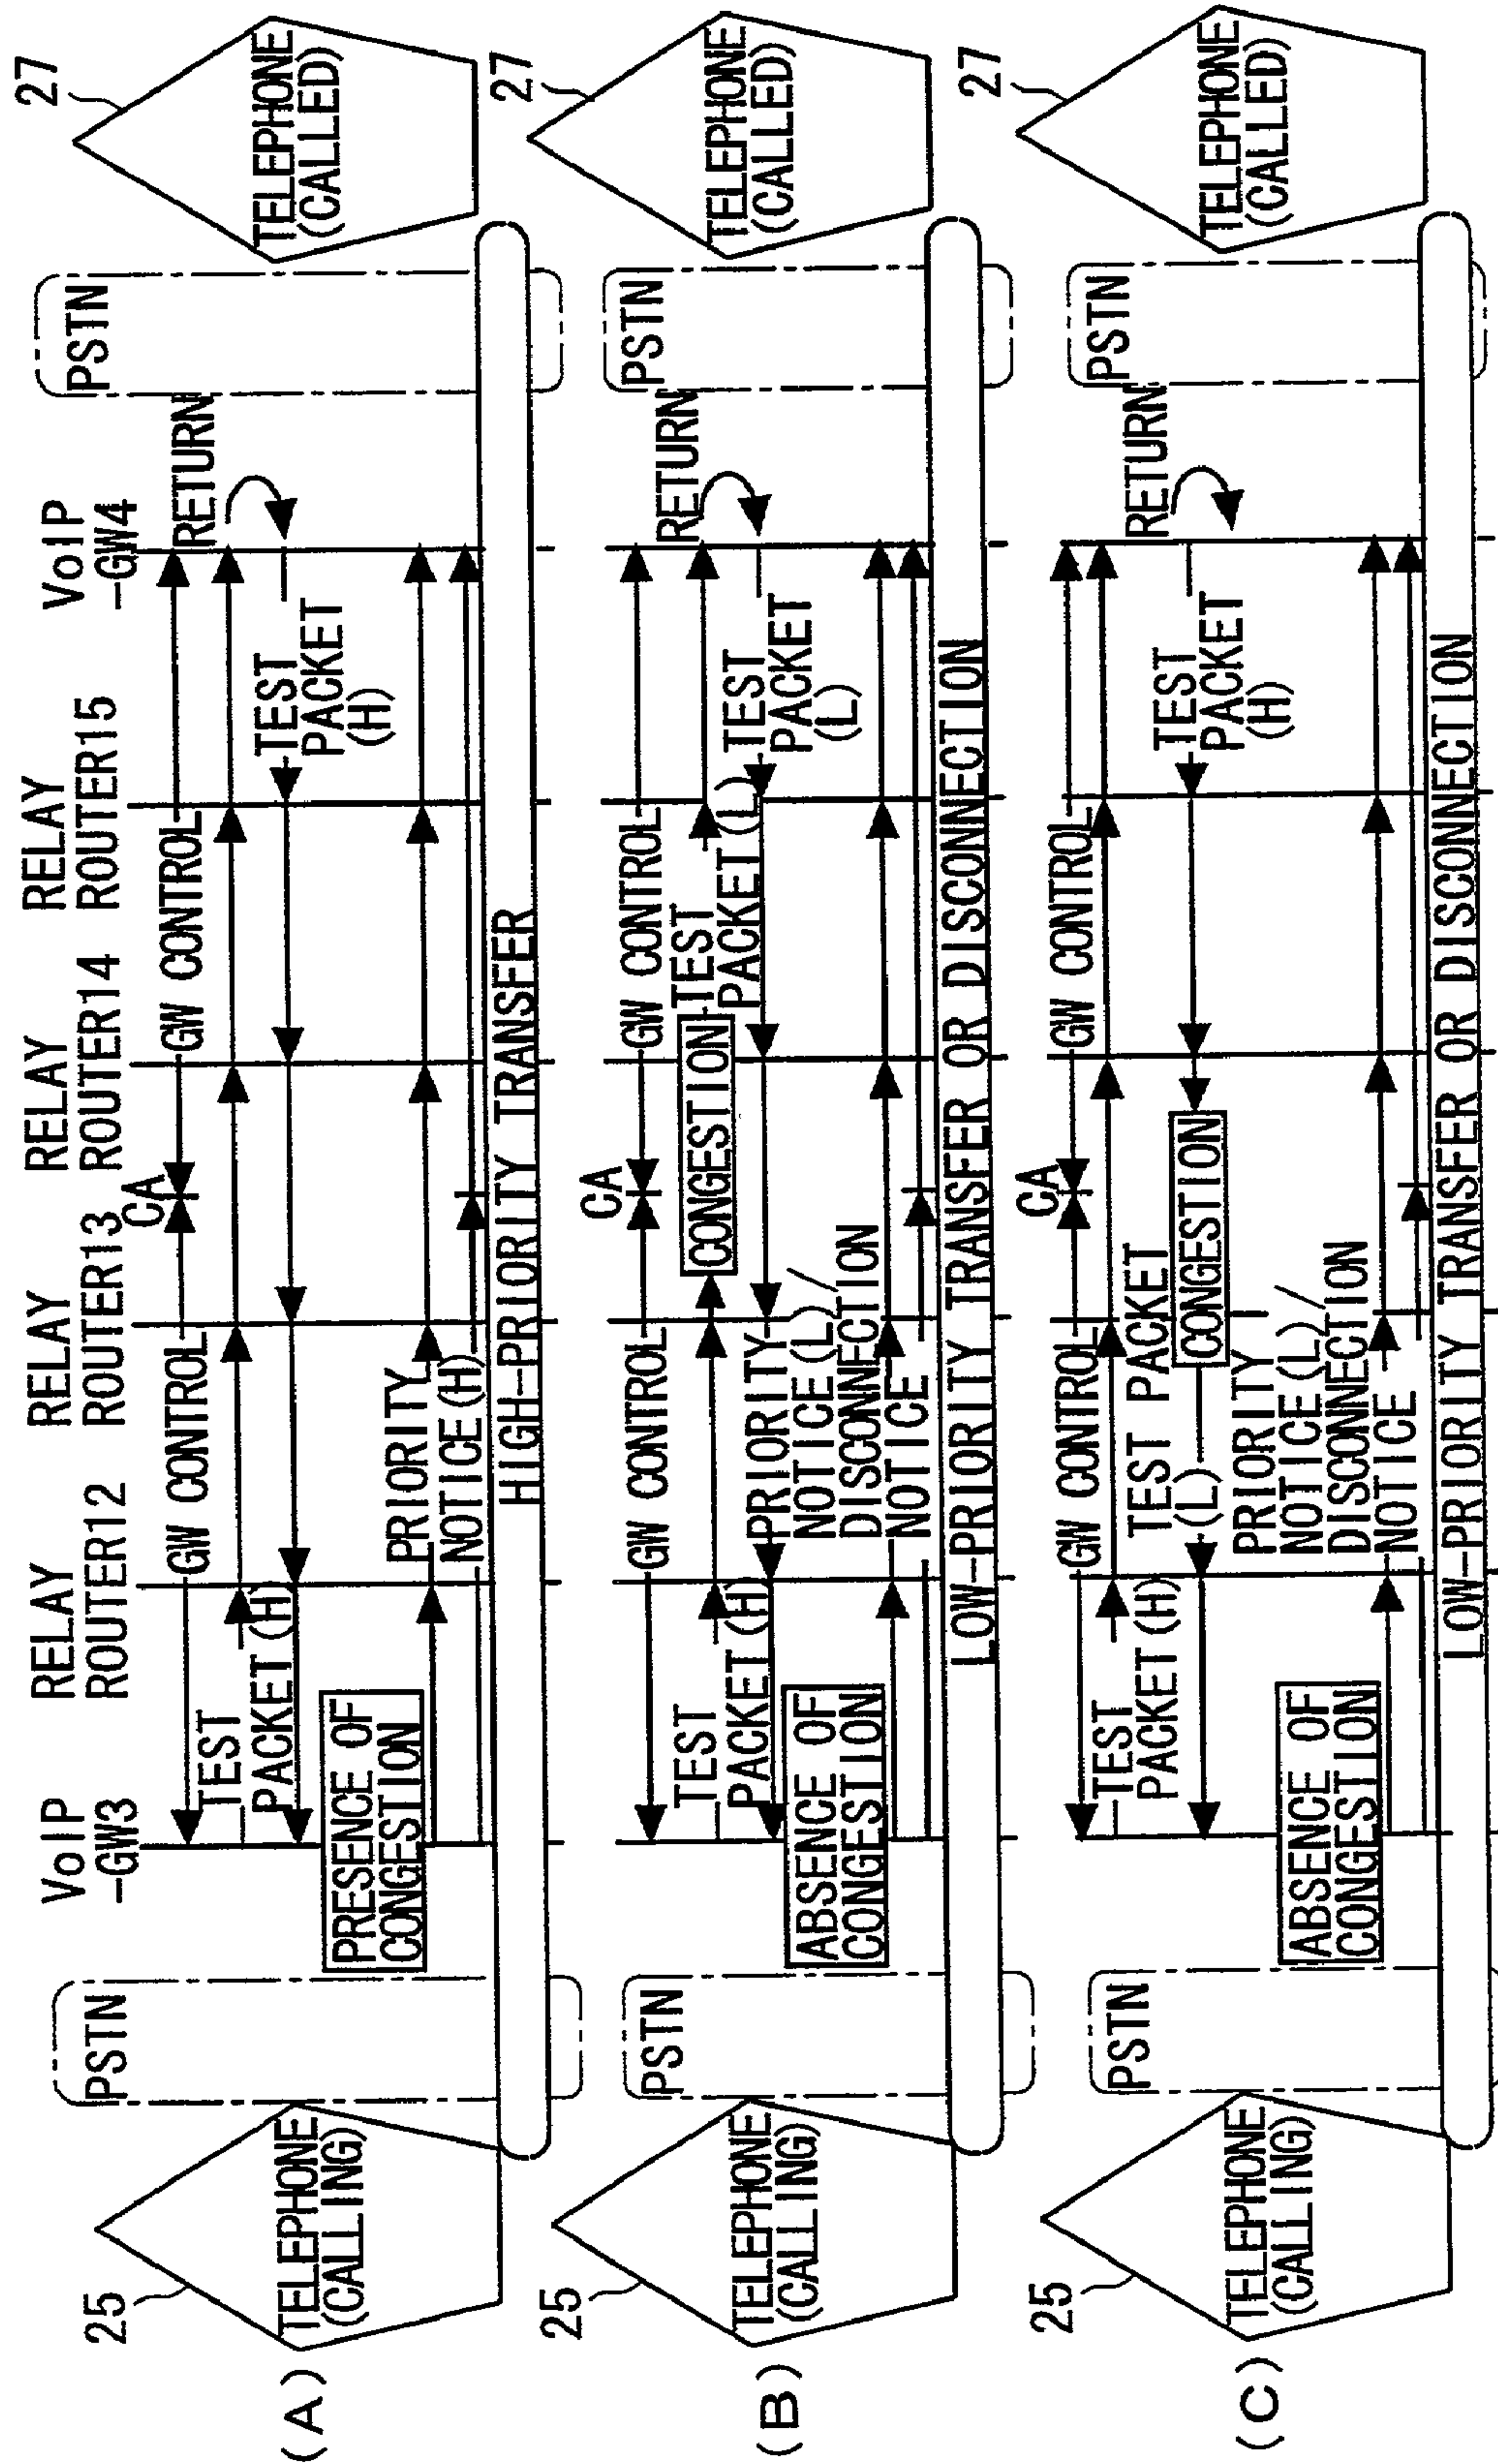 VoIP
-GW3
RELAY
ROUTER12
RELAY
ROUTER13
RELAY
ROUTER14
RELAY
ROUTER15
VoIP
-GW4
(A)
25
TELEPHONE
(CALLING)
PSTN
GW CONTROL
CA
GW CONTROL
TEST
PACKET(H)
RETURN
TEST
PACKET
(H)
PRESENCE OF
CONGESTION
PRIORITY
NOTICE(H)
HIGH-PRIORITY TRANSFER
PSTN
27
TELEPHONE
(CALLED)
(B)
25
TELEPHONE
(CALLING)
PSTN
GW CONTROL
CA
GW CONTROL
TEST
PACKET(H)
CONGESTION
TEST
PACKET(L)
RETURN
TEST
PACKET
(L)
ABSENCE OF
CONGESTION
PRIORITY
NOTICE(L)/
DISCONNECTION
NOTICE
LOW-PRIORITY TRANSFER OR DISCONNECTION
PSTN
27
TELEPHONE
(CALLED)
(C)
25
TELEPHONE
(CALLING)
PSTN
GW CONTROL
CA
GW CONTROL
TEST
PACKET(H)
RETURN
TEST
PACKET
(H)
CONGESTION
TEST PACKET
(L)
ABSENCE OF
CONGESTION
PRIORITY
NOTICE(L)/
DISCONNECTION
NOTICE
LOW-PRIORITY TRANSFER OR DISCONNECTION
PSTN
27
TELEPHONE
(CALLED)